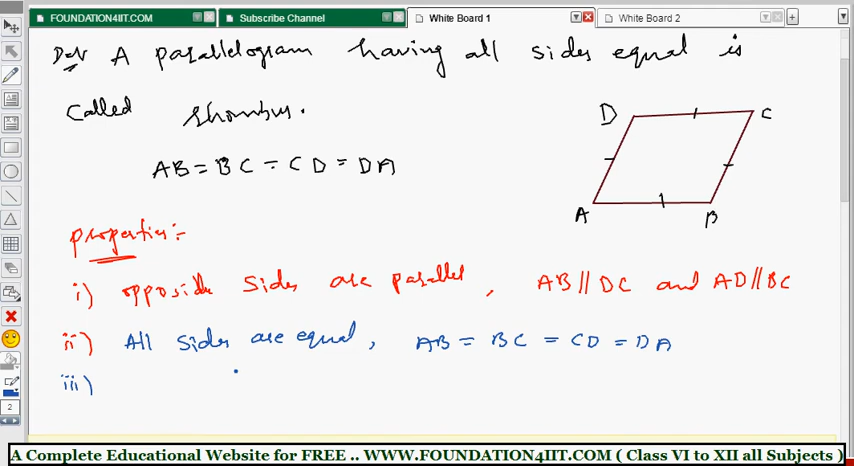 FOUNDATION4IIT.COM Subscribe Channel White Board 1 White Board 2
Def A parallelogram having all sides equal is
Called rhombus.
AB = BC = CD = DA
D C
A B
properties:-
i) opposide sides are parallel, AB // DC and AD // BC
ii) All sides are equal, AB = BC = CD = DA
iii)
2
A Complete Educational Website for FREE .. WWW.FOUNDATION4IIT.COM ( Class VI to XII all Subjects )